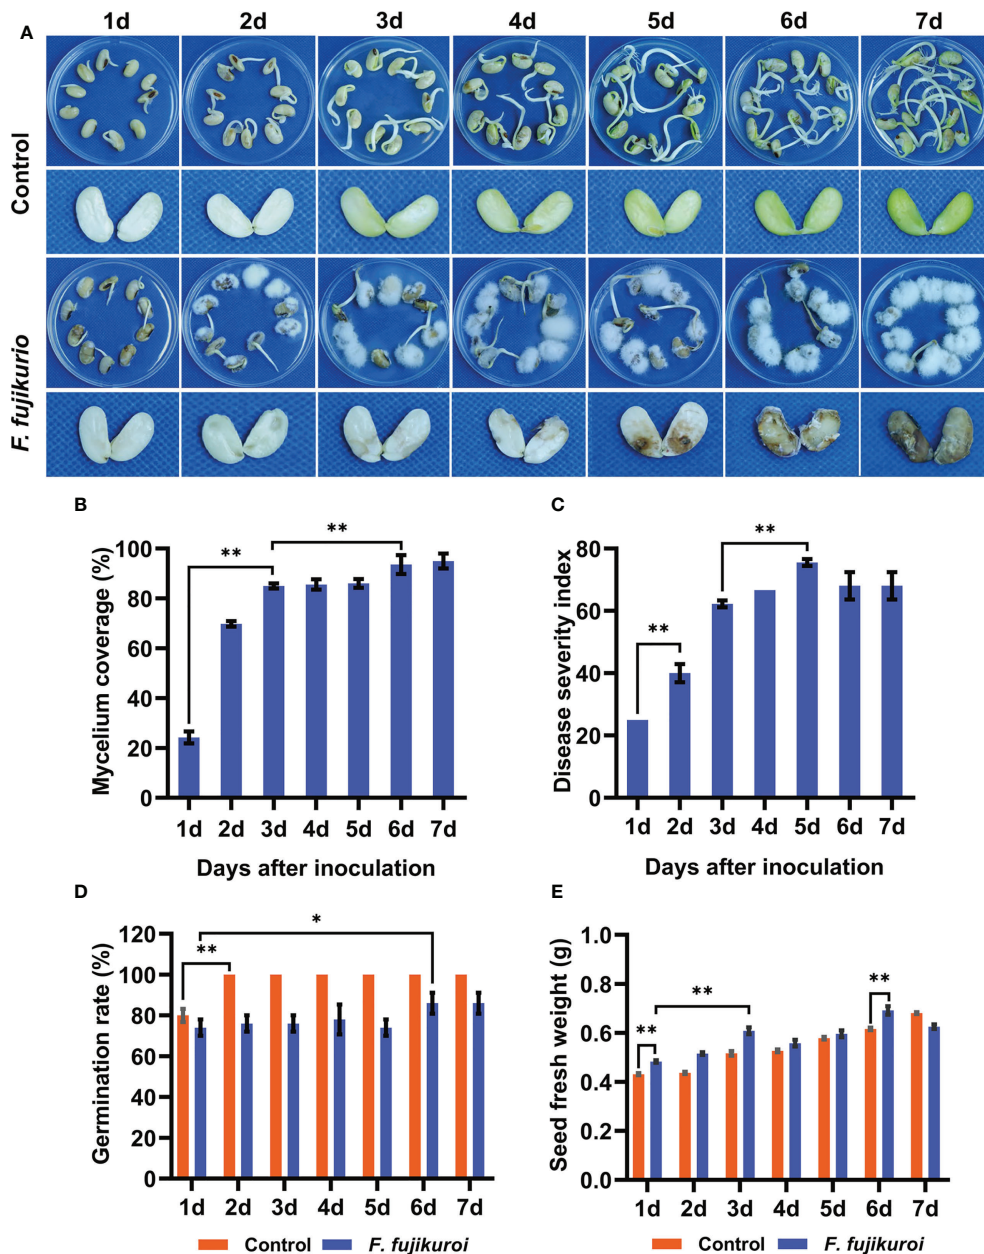 A
1d 2d 3d 4d 5d 6d 7d
Control
F. fujikurio
B
Mycelium coverage (%)
100
80
60
40
20
0
** **
1d 2d 3d 4d 5d 6d 7d
Days after inoculation
C
Disease severity index
80
60
40
20
0
** **
1d 2d 3d 4d 5d 6d 7d
Days after inoculation
D
Germination rate (%)
120
100
80
60
40
20
0
** *
1d 2d 3d 4d 5d 6d 7d
Control F. fujikuroi
E
Seed fresh weight (g)
1.0
0.8
0.6
0.4
0.2
0.0
** ** **
1d 2d 3d 4d 5d 6d 7d
Control F. fujikuroi